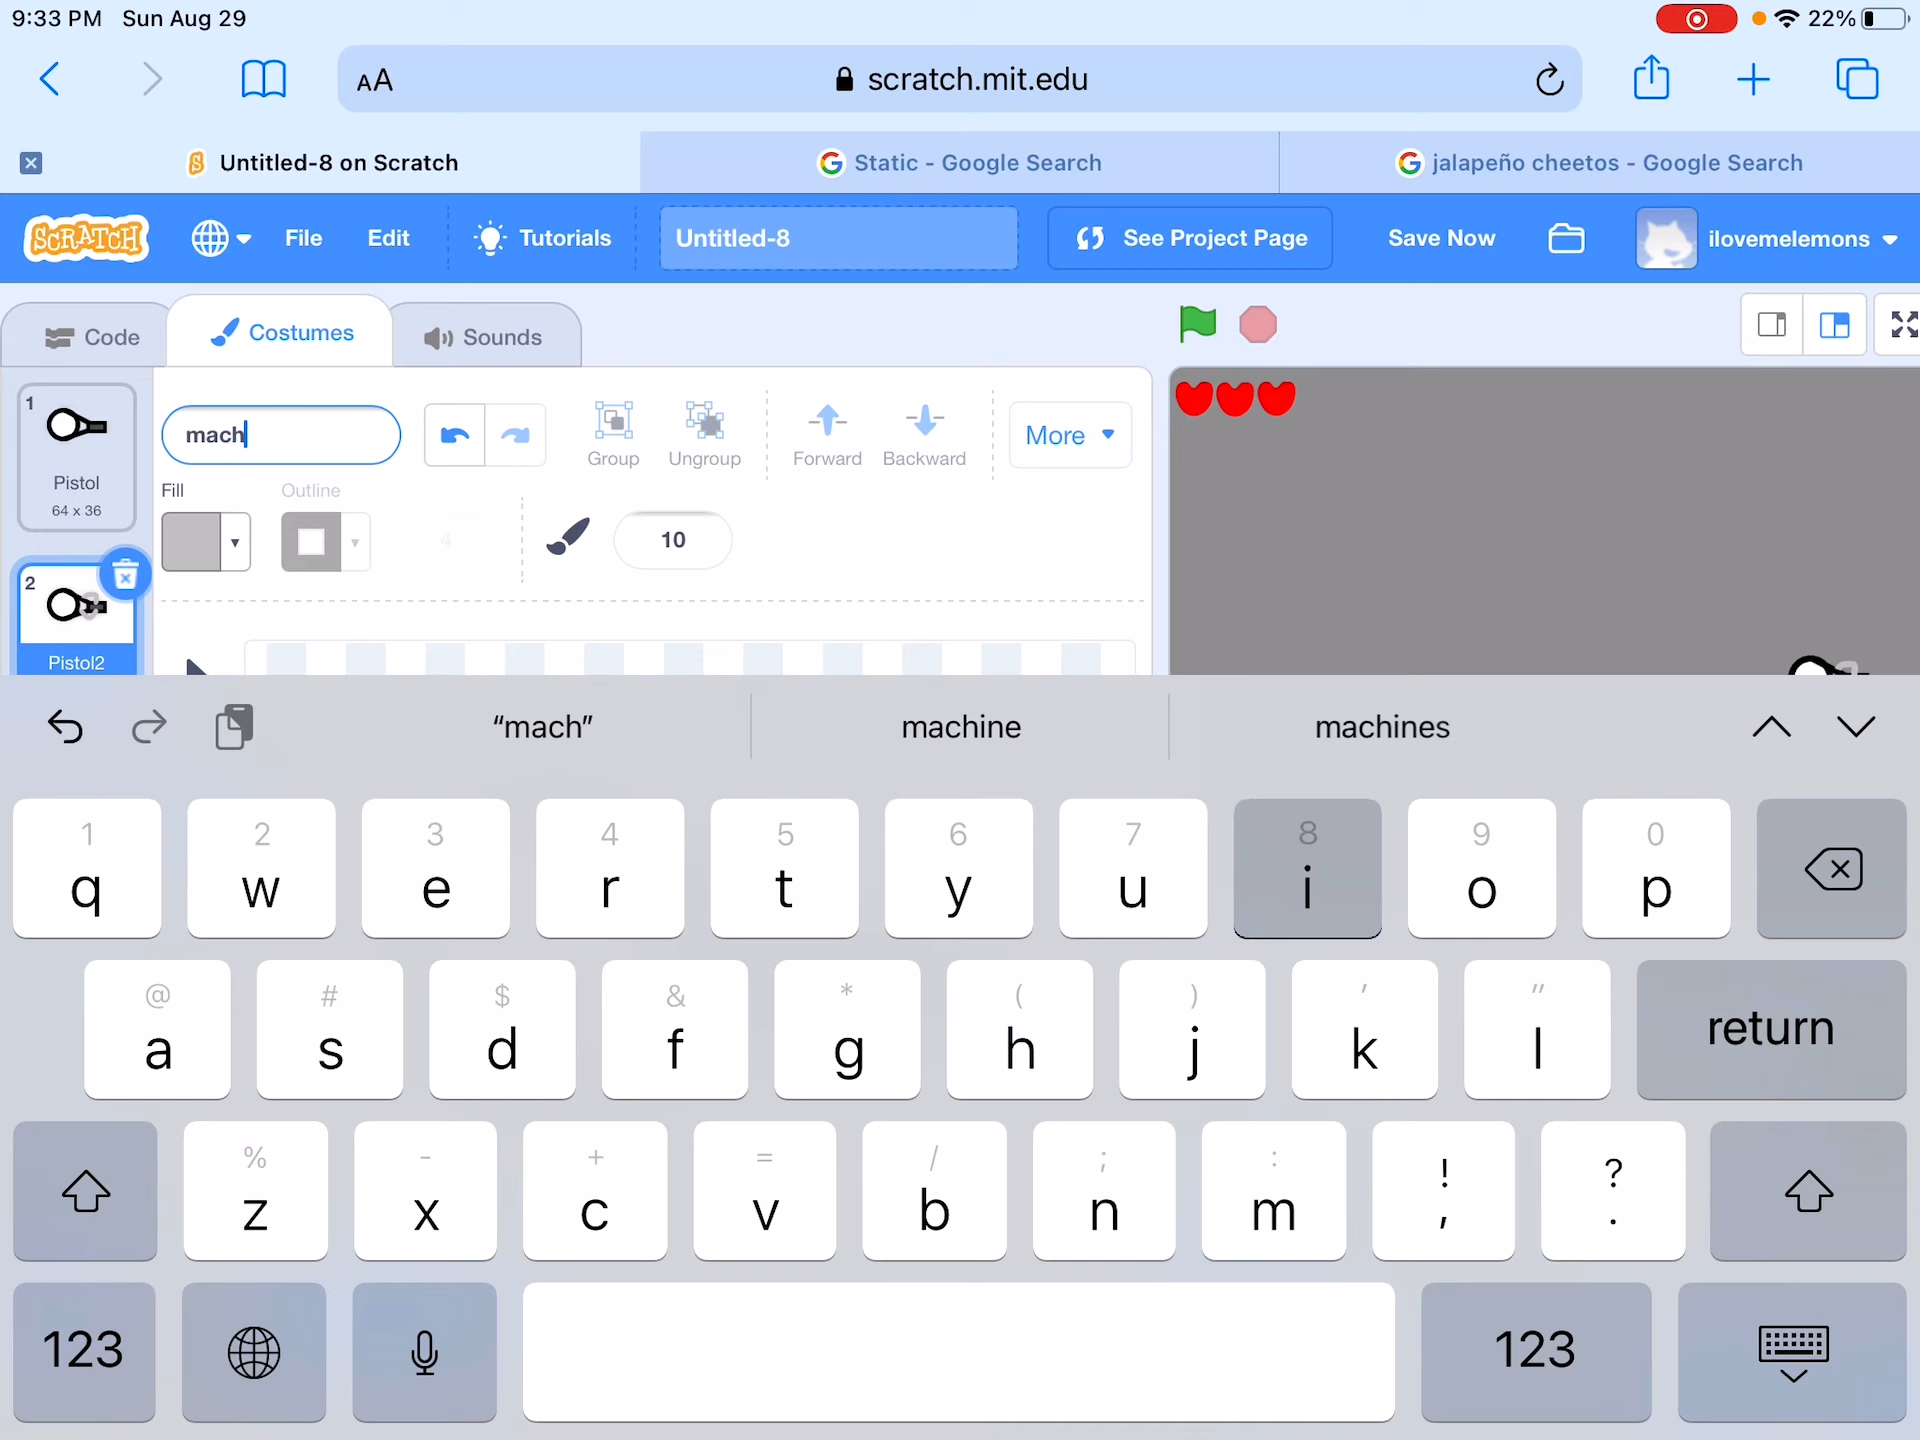 9:33 PM Sun Aug 29
22%
AA scratch.mit.edu
Untitled-8 on Scratch
Static - Google Search
jalapeño cheetos - Google Search
SCRATCH File Edit Tutorials Untitled-8 See Project Page Save Now ilovemelemons
Code Costumes Sounds
1
Pistol
64 x 36
mach
Group Ungroup Forward Backward More
Fill Outline
4 10
2
Pistol2
“mach” machine machines
1 2 3 4 5 6 7 8 9 0
q w e r t y u i o p
@ # $ & * ( ) ' "
a s d f g h j k l return
% - + = / ; : ! ?
z x c v b n m , .
123 123